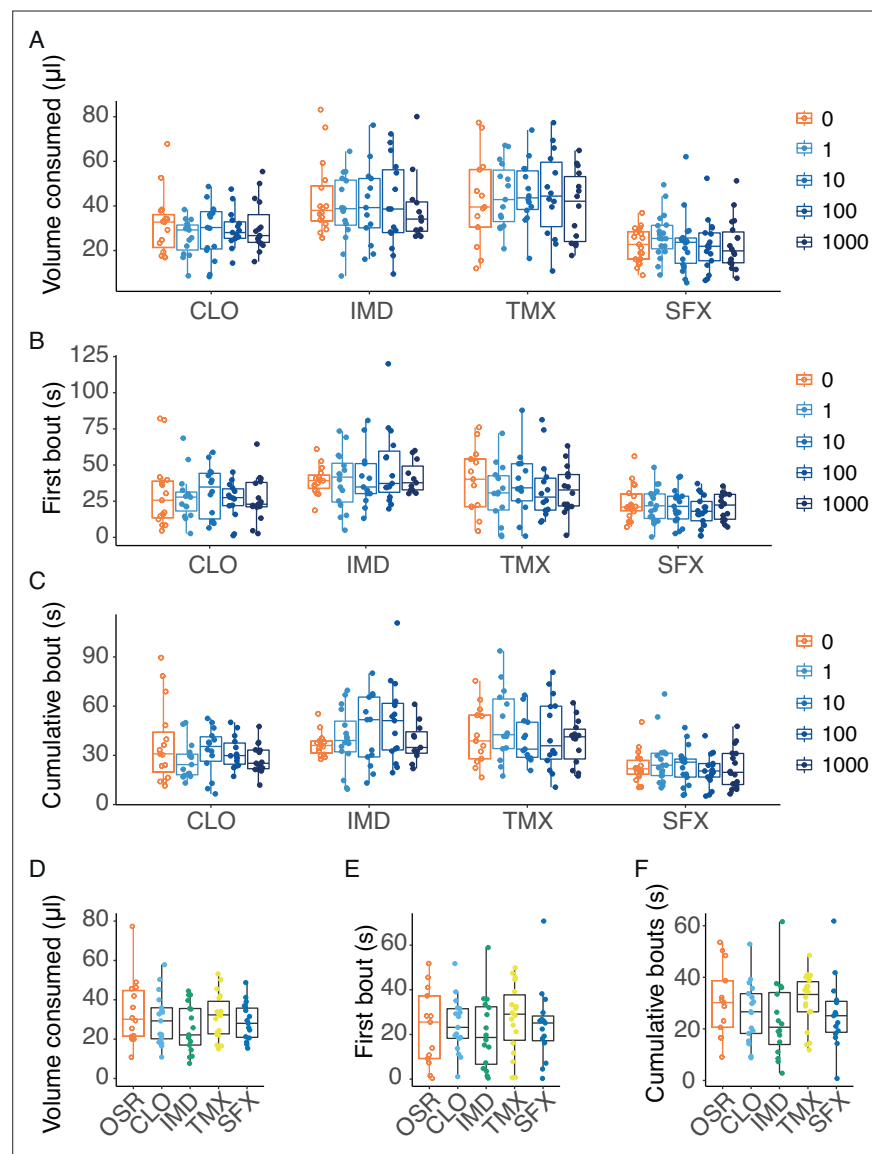 A
Volume consumed (µl)
80
60
40
20
CLO IMD TMX SFX
0
1
10
100
1000
B
First bout (s)
125
100
75
50
25
0
CLO IMD TMX SFX
0
1
10
100
1000
C
Cumulative bout (s)
90
60
30
0
CLO IMD TMX SFX
0
1
10
100
1000
D
Volume consumed (µl)
80
60
40
20
0
OSR CLO IMD TMX SFX
E
First bout (s)
60
40
20
0
OSR CLO IMD TMX SFX
F
Cumulative bouts (s)
60
40
20
0
OSR CLO IMD TMX SFX